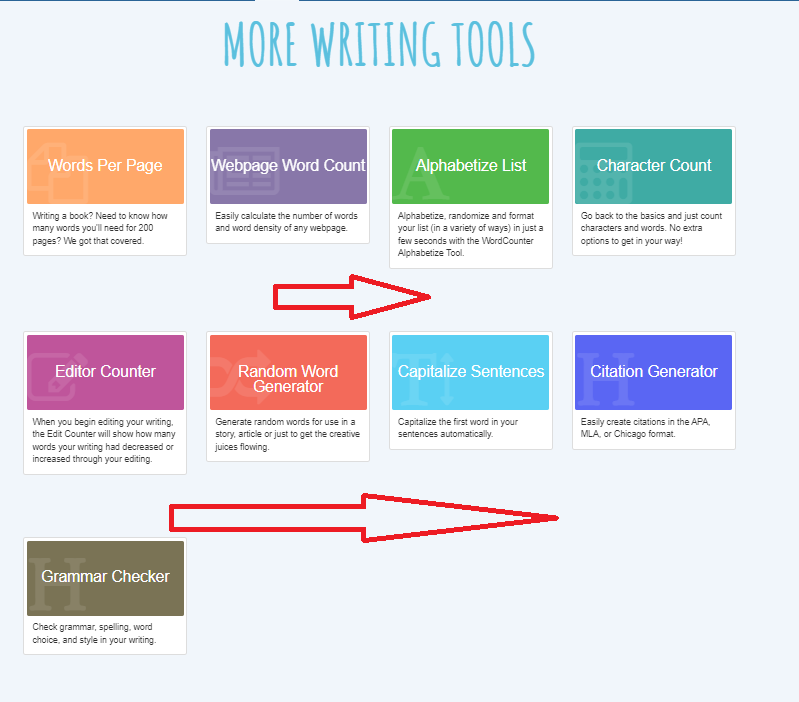 MORE WRITING TOOLS
Words Per Page
Writing a book? Need to know how
many words you'll need for 200
pages? We got that covered.
Webpage Word Count
Easily calculate the number of words
and word density of any webpage.
Alphabetize List
Alphabetize, randomize and format
your list (in a variety of ways) in just a
few seconds with the WordCounter
Alphabetize Tool.
Character Count
Go back to the basics and just count
characters and words. No extra
options to get in your way!
Editor Counter
When you begin editing your writing,
the Edit Counter will show how many
words your writing had decreased or
increased through your editing.
Random Word
Generator
Generate random words for use in a
story, article or just to get the creative
juices flowing.
Capitalize Sentences
Capitalize the first word in your
sentences automatically.
Citation Generator
Easily create citations in the APA,
MLA, or Chicago format.
Grammar Checker
Check grammar, spelling, word
choice, and style in your writing.